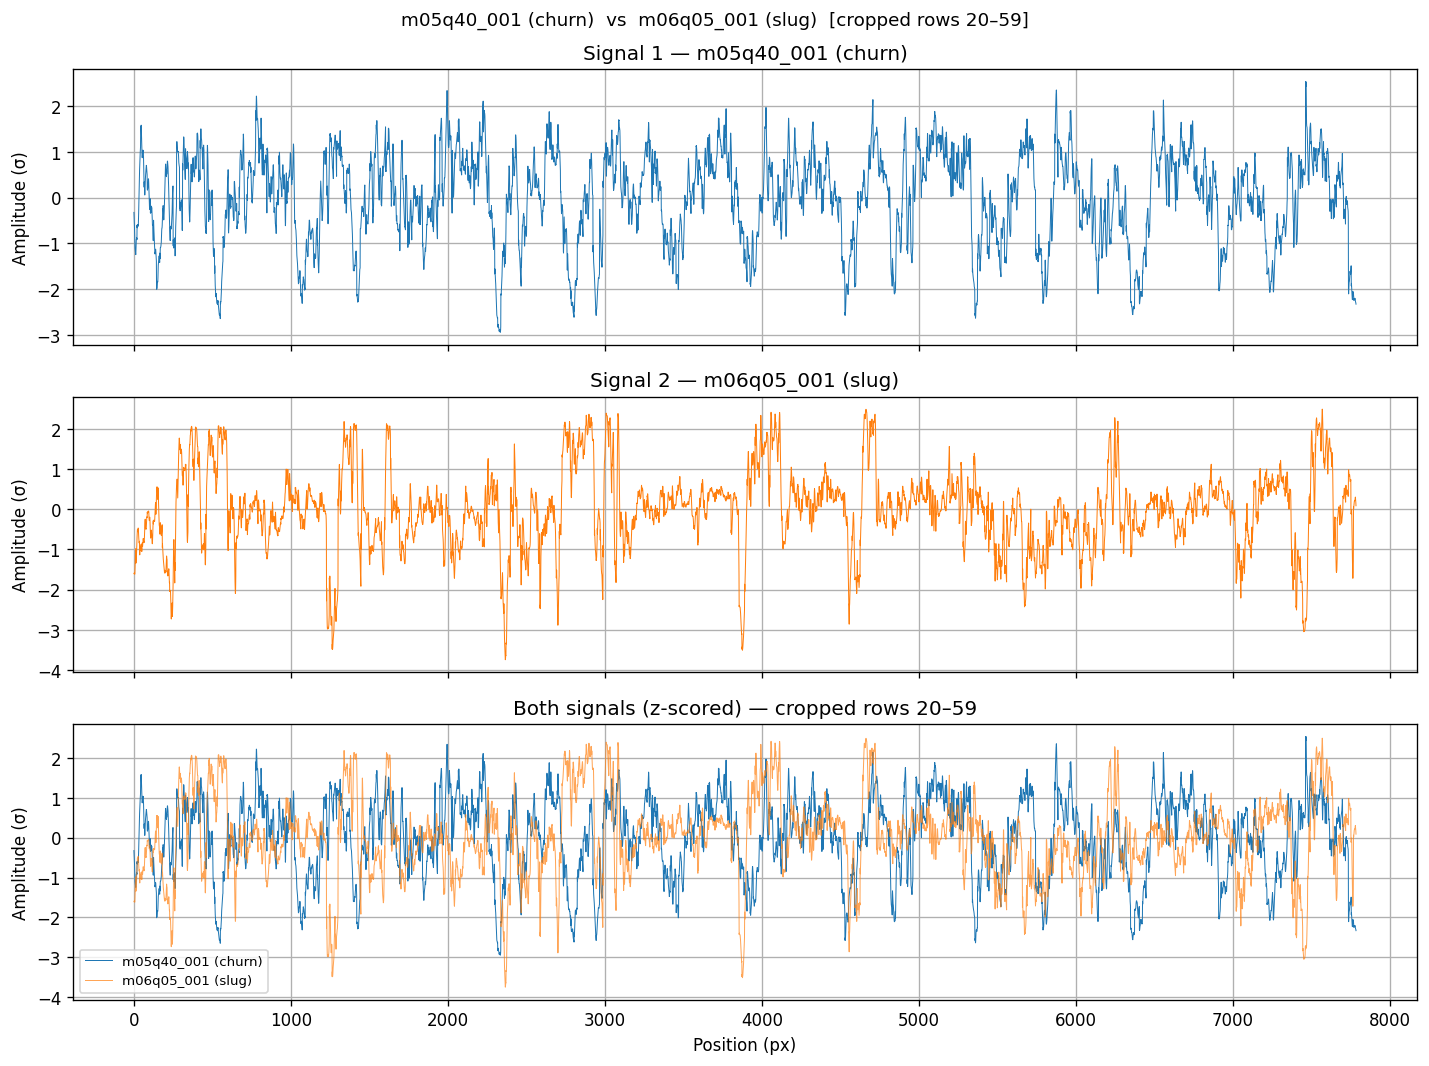 m05q40_001 (churn)  vs  m06q05_001 (slug)  [cropped rows 20–59]
Signal 1 — m05q40_001 (churn)
Amplitude (σ)
2
1
0
−1
−2
−3
Signal 2 — m06q05_001 (slug)
Amplitude (σ)
2
1
0
−1
−2
−3
−4
Both signals (z-scored) — cropped rows 20–59
Amplitude (σ)
2
1
0
−1
−2
−3
−4
m05q40_001 (churn)
m06q05_001 (slug)
0 1000 2000 3000 4000 5000 6000 7000 8000
Position (px)